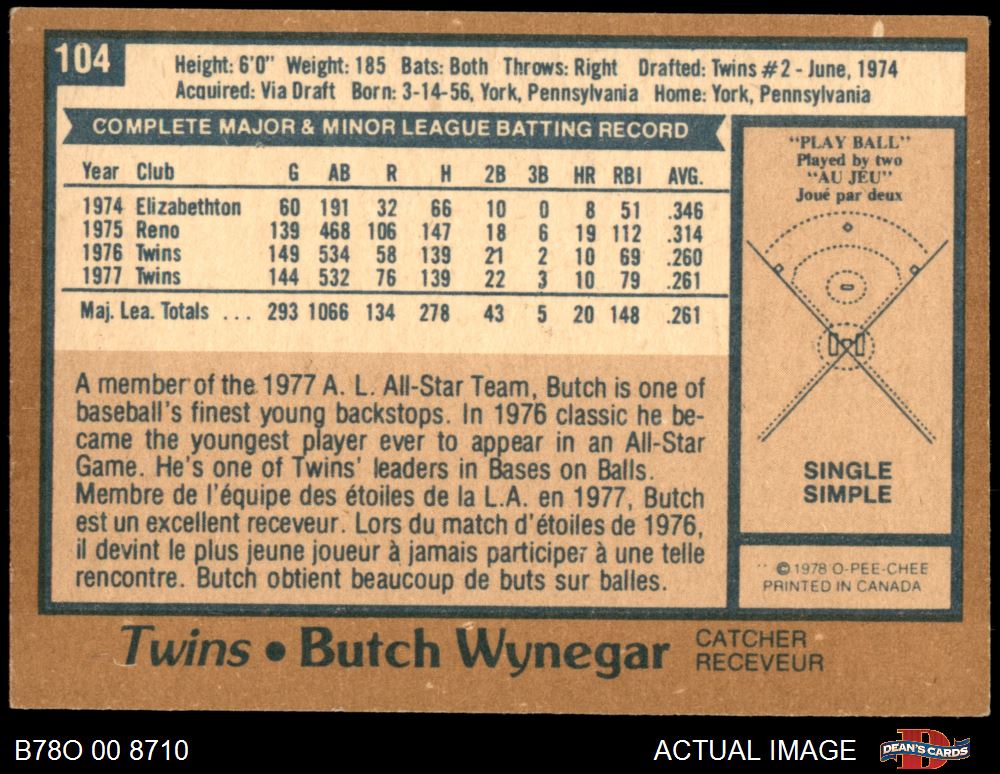 104
Height: 6'0" Weight: 185 Bats: Both Throws: Right Drafted: Twins #2 - June, 1974
Acquired: Via Draft Born: 3-14-56, York, Pennsylvania Home: York, Pennsylvania
COMPLETE MAJOR & MINOR LEAGUE BATTING RECORD
Year Club G AB R H 2B 3B HR RBI AVG.
1974 Elizabethton 60 191 32 66 10 0 8 51 .346
1975 Reno 139 468 106 147 18 6 19 112 .314
1976 Twins 149 534 58 139 21 2 10 69 .260
1977 Twins 144 532 76 139 22 3 10 79 .261
Maj. Lea. Totals ... 293 1066 134 278 43 5 20 148 .261
A member of the 1977 A. L. All-Star Team, Butch is one of
baseball's finest young backstops. In 1976 classic he be-
came the youngest player ever to appear in an All-Star
Game. He's one of Twins' leaders in Bases on Balls.
Membre de l'équipe des étoiles de la L.A. en 1977, Butch
est un excellent receveur. Lors du match d'étoiles de 1976,
il devint le plus jeune joueur à jamais participer à une telle
rencontre. Butch obtient beaucoup de buts sur balles.
"PLAY BALL"
Played by two
"AU JEU"
Joué par deux
SINGLE
SIMPLE
©1978 O-PEE-CHEE
PRINTED IN CANADA
Twins • Butch Wynegar
CATCHER
RECEVEUR
B78O 00 8710
ACTUAL IMAGE
DEAN'S CARDS